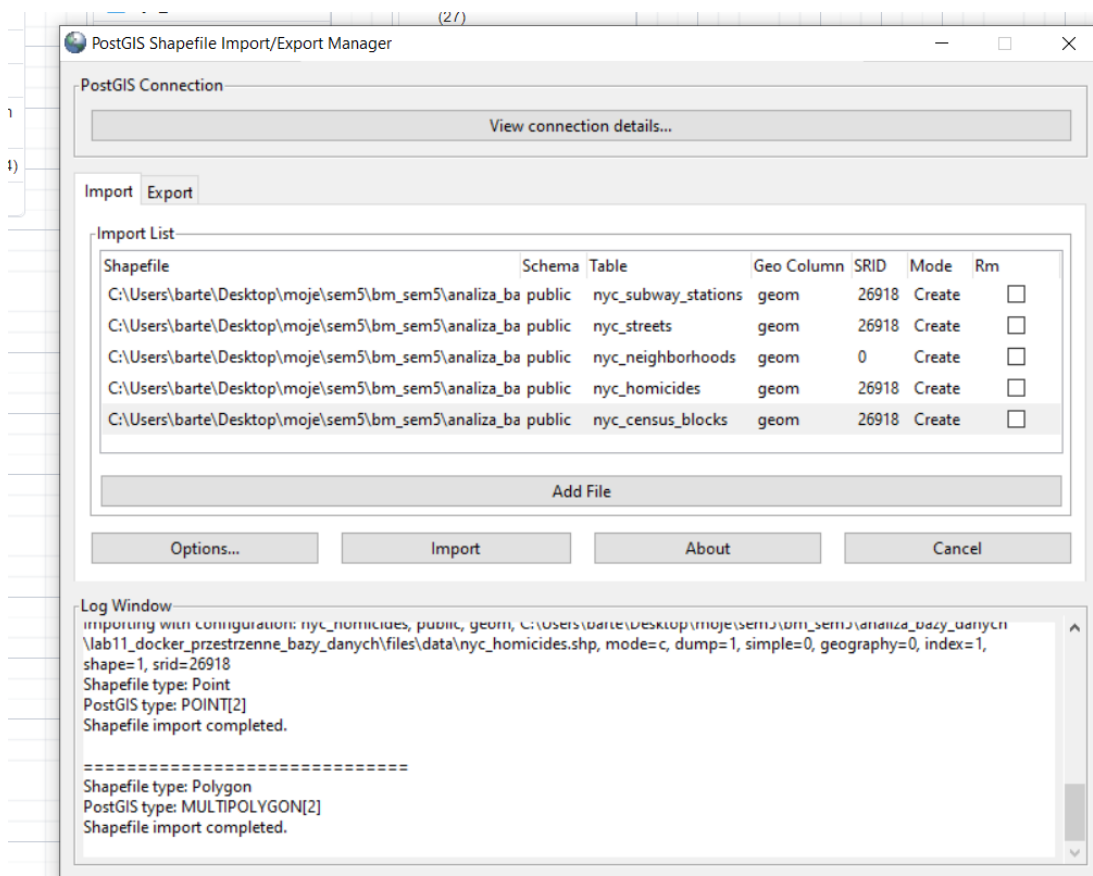 (27)
PostGIS Shapefile Import/Export Manager
PostGIS Connection
View connection details...
4)
Import Export
Import List
Shapefile Schema Table Geo Column SRID Mode Rm
C:\Users\barte\Desktop\moje\sem5\bm_sem5\analiza_ba public nyc_subway_stations geom 26918 Create
C:\Users\barte\Desktop\moje\sem5\bm_sem5\analiza_ba public nyc_streets geom 26918 Create
C:\Users\barte\Desktop\moje\sem5\bm_sem5\analiza_ba public nyc_neighborhoods geom 0 Create
C:\Users\barte\Desktop\moje\sem5\bm_sem5\analiza_ba public nyc_homicides geom 26918 Create
C:\Users\barte\Desktop\moje\sem5\bm_sem5\analiza_ba public nyc_census_blocks geom 26918 Create
Add File
Options... Import About Cancel
Log Window
Importing with configuration: nyc_homicides, public, geom, C:\Users\barte\Desktop\moje\sem5\bm_sem5\analiza_bazy_danych
\lab11_docker_przestrzenne_bazy_danych\files\data\nyc_homicides.shp, mode=c, dump=1, simple=0, geography=0, index=1,
shape=1, srid=26918
Shapefile type: Point
PostGIS type: POINT[2]
Shapefile import completed.
==============================
Shapefile type: Polygon
PostGIS type: MULTIPOLYGON[2]
Shapefile import completed.